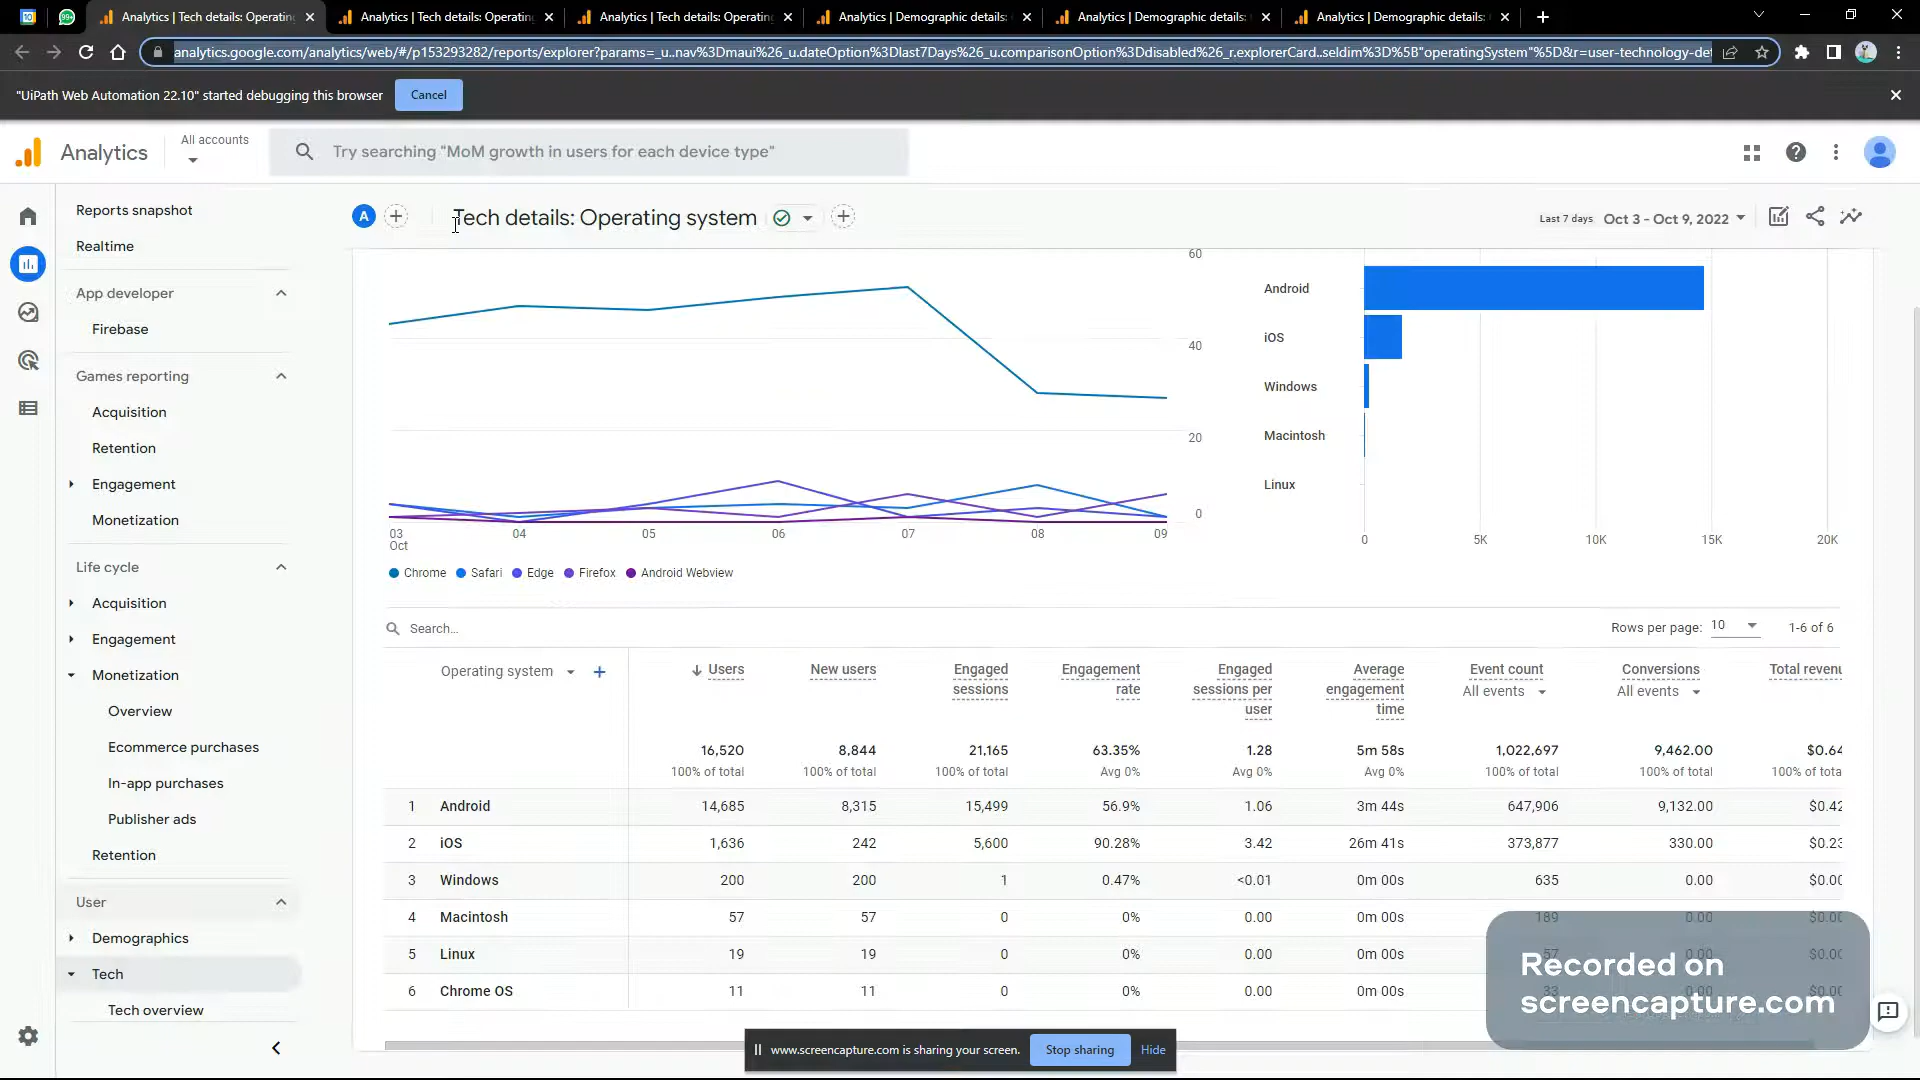 Analytics | Tech details: Operatin
Analytics | Tech details: Operatin
Analytics | Tech details: Operatin
Analytics | Demographic details:
Analytics | Demographic details:
Analytics | Demographic details:
analytics.google.com/analytics/web/#/p153293282/reports/explorer?params=_u..nav%3Dmaui%26_u.dateOption%3Dlast7Days%26_u.comparisonOption%3Ddisabled%26_r.explorerCard..seldim%3D%5B"operatingSystem"%5D&r=user-technology-det
"UiPath Web Automation 22.10" started debugging this browser
Cancel
Analytics
All accounts
Try searching "MoM growth in users for each device type"
Reports snapshot
Realtime
App developer
Firebase
Games reporting
Acquisition
Retention
Engagement
Monetization
Life cycle
Acquisition
Engagement
Monetization
Overview
Ecommerce purchases
In-app purchases
Publisher ads
Retention
User
Demographics
Tech
Tech overview
A
Tech details: Operating system
Last 7 days Oct 3 - Oct 9, 2022
60
40
20
0
03 04 05 06 07 08 09
Oct
Chrome Safari Edge Firefox Android Webview
Android
iOS
Windows
Macintosh
Linux
0 5K 10K 15K 20K
Search...
Rows per page: 10 1-6 of 6
Operating system + Users New users Engaged sessions Engagement rate Engaged sessions per user Average engagement time Event count All events Conversions All events Total revenu
16,520 8,844 21,165 63.35% 1.28 5m 58s 1,022,697 9,462.00 $0.64
100% of total 100% of total 100% of total Avg 0% Avg 0% Avg 0% 100% of total 100% of total 100% of tota
1 Android 14,685 8,315 15,499 56.9% 1.06 3m 44s 647,906 9,132.00 $0.42
2 iOS 1,636 242 5,600 90.28% 3.42 26m 41s 373,877 330.00 $0.23
3 Windows 200 200 1 0.47% <0.01 0m 00s 635 0.00 $0.00
4 Macintosh 57 57 0 0% 0.00 0m 00s 189 0.00 $0.00
5 Linux 19 19 0 0% 0.00 0m 00s 57
6 Chrome OS 11 11 0 0% 0.00 0m 00s 33
Recorded on
screencapture.com
www.screencapture.com is sharing your screen.
Stop sharing
Hide